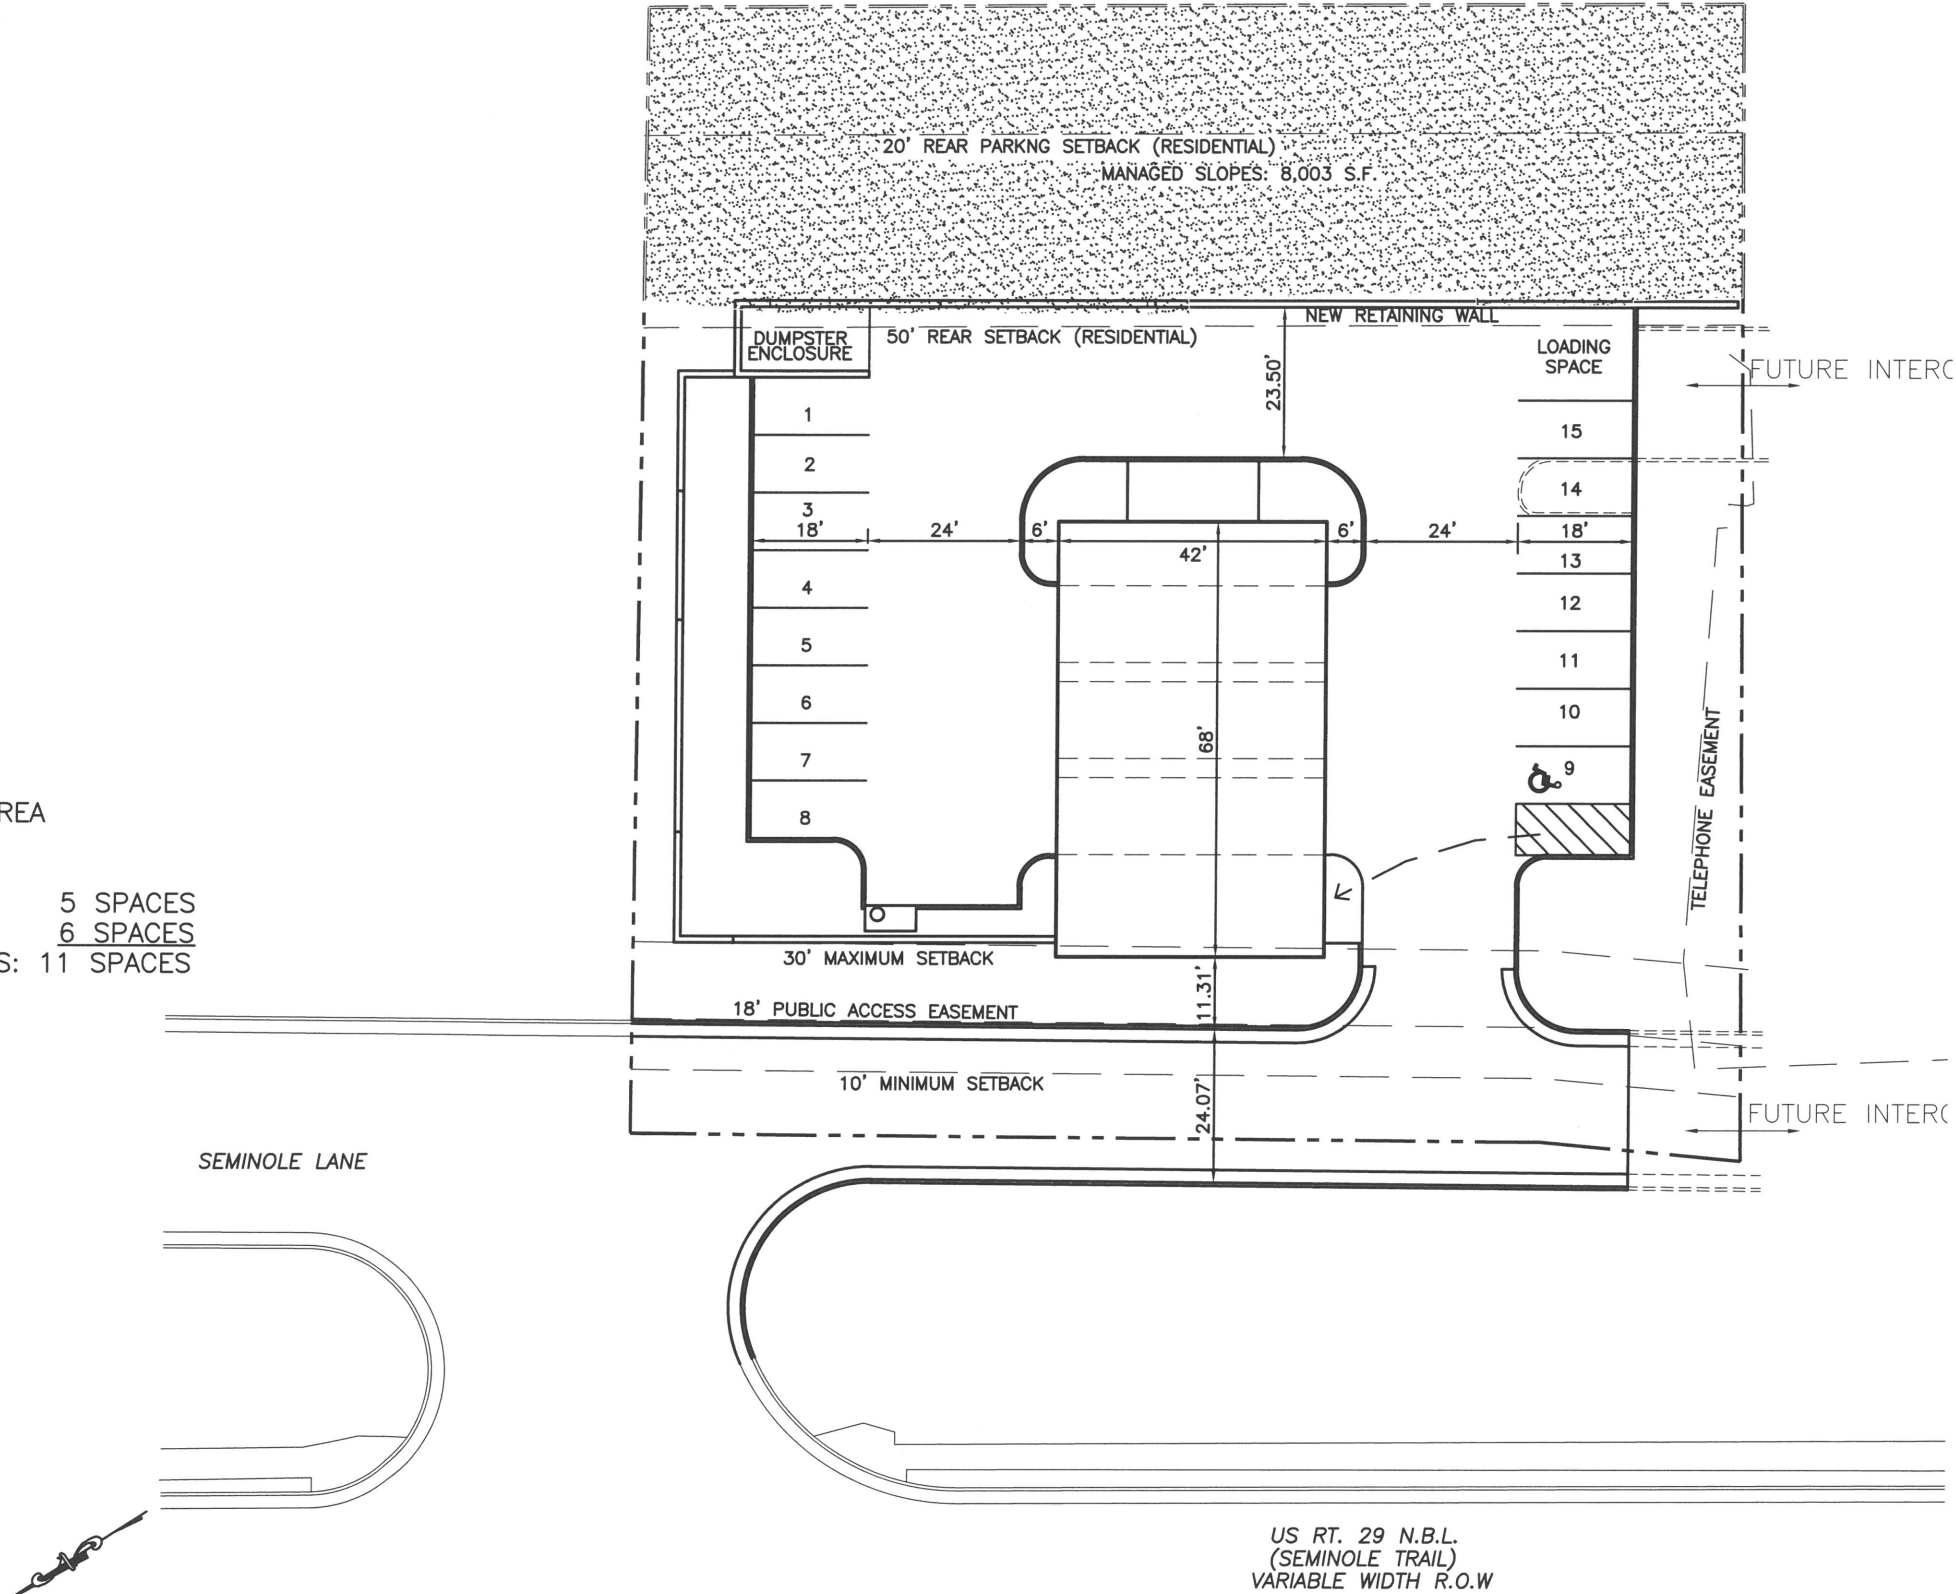 20' REAR PARKNG SETBACK (RESIDENTIAL)
MANAGED SLOPES: 8,003 S.F.
NEW RETAINING WALL
DUMPSTER
ENCLOSURE
50' REAR SETBACK (RESIDENTIAL)
LOADING
SPACE
23.50'
FUTURE INTERC
1
2
3
18'
24'
6'
42'
6'
24'
18'
15
14
13
12
11
10
9
4
5
6
7
8
68'
TELEPHONE EASEMENT
REA
5 SPACES
6 SPACES
S: 11 SPACES
30' MAXIMUM SETBACK
11.31'
18' PUBLIC ACCESS EASEMENT
10' MINIMUM SETBACK
24.07'
FUTURE INTERC
SEMINOLE LANE
US RT. 29 N.B.L.
(SEMINOLE TRAIL)
VARIABLE WIDTH R.O.W